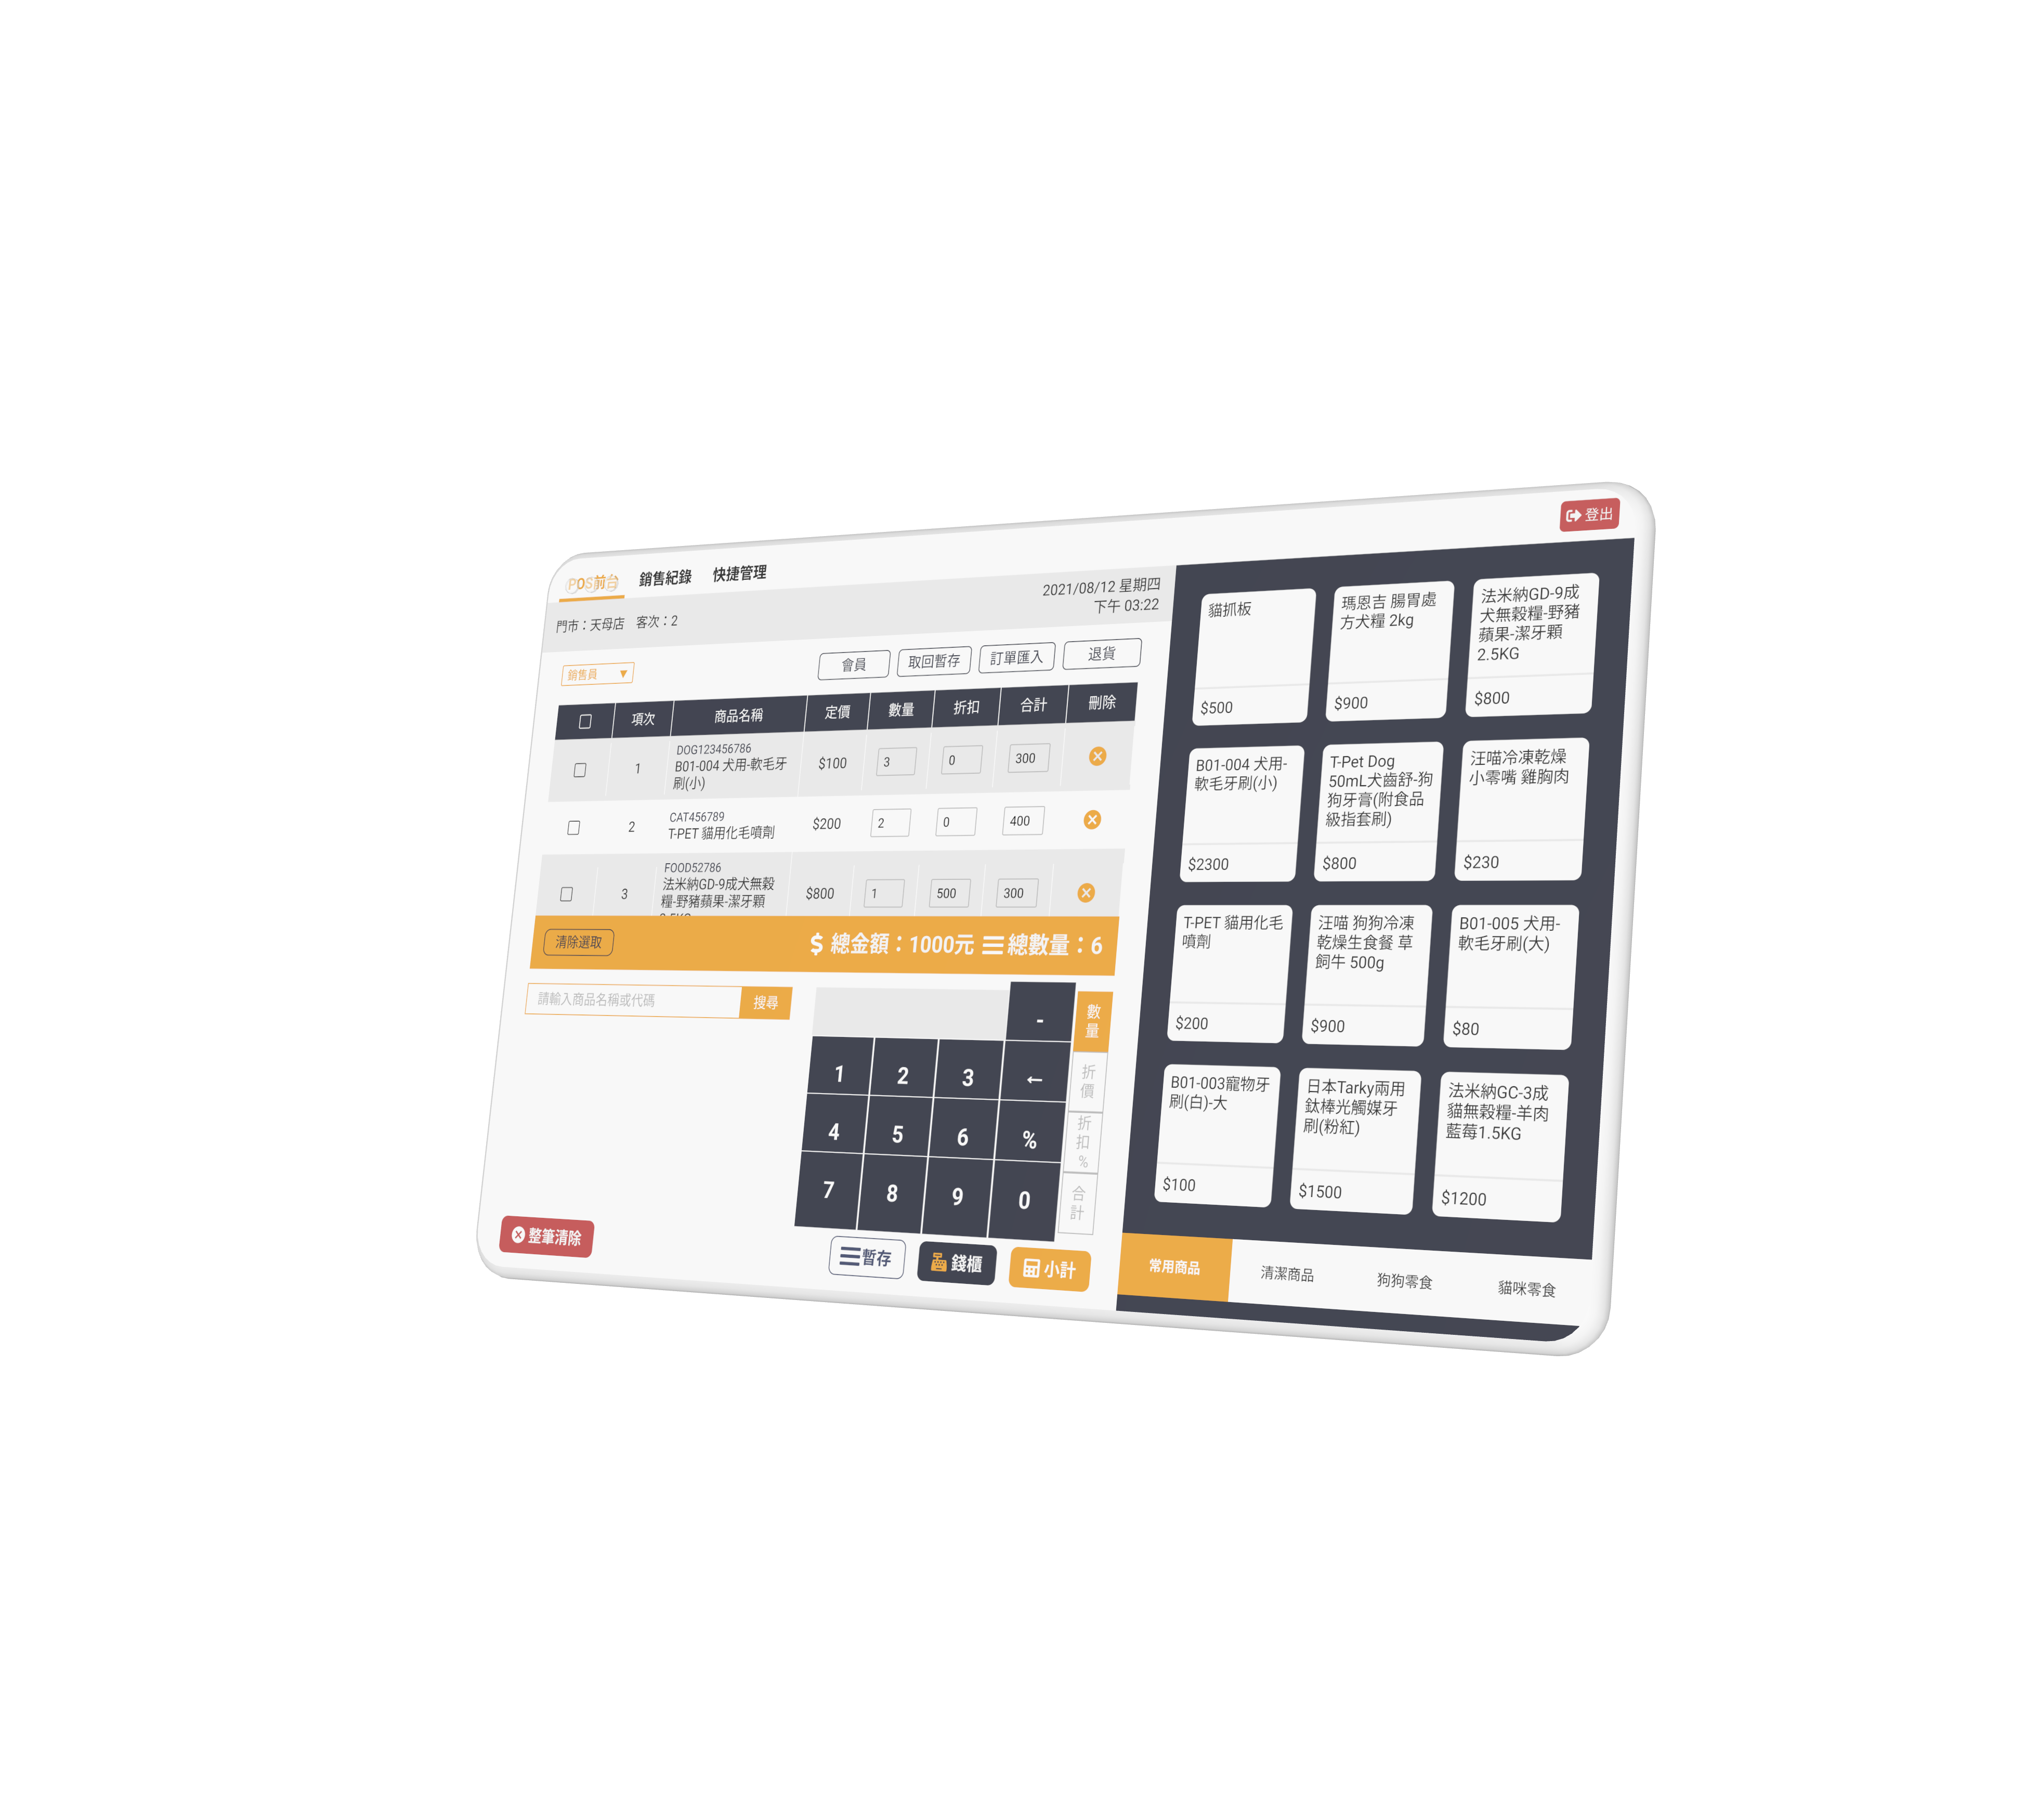 POS前台 銷售紀錄 快捷管理
登出
門市：天母店 客次：2
2021/08/12 星期四
下午 03:22
銷售員 ▼
會員 取回暫存 訂單匯入 退貨
項次 商品名稱 定價 數量 折扣 合計 刪除
DOG123456786
1 B01-004 犬用-軟毛牙 $100 3 0 300
刷(小)
CAT456789
2 T-PET 貓用化毛噴劑 $200 2 0 400
FOOD52786
法米納GD-9成犬無穀
3 糧-野豬蘋果-潔牙顆 $800 1 500 300
清除選取
$ 總金額：1000元 總數量：6
請輸入商品名稱或代碼 搜尋
-
1 2 3 ←
4 5 6 %
7 8 9 0
數
量
折
價
折
扣
%
合
計
整筆清除
暫存 錢櫃 小計
貓抓板
$500
瑪恩吉 腸胃處
方犬糧 2kg
$900
法米納GD-9成
犬無穀糧-野豬
蘋果-潔牙顆
2.5KG
$800
B01-004 犬用-
軟毛牙刷(小)
$2300
T-Pet Dog
50mL犬齒舒-狗
狗牙膏(附食品
級指套刷)
$800
汪喵冷凍乾燥
小零嘴 雞胸肉
$230
T-PET 貓用化毛
噴劑
$200
汪喵 狗狗冷凍
乾燥生食餐 草
飼牛 500g
$900
B01-005 犬用-
軟毛牙刷(大)
$80
B01-003寵物牙
刷(白)-大
$100
日本Tarky両用
鈦棒光觸媒牙
刷(粉紅)
$1500
法米納GC-3成
貓無穀糧-羊肉
藍莓1.5KG
$1200
常用商品 清潔商品 狗狗零食 貓咪零食